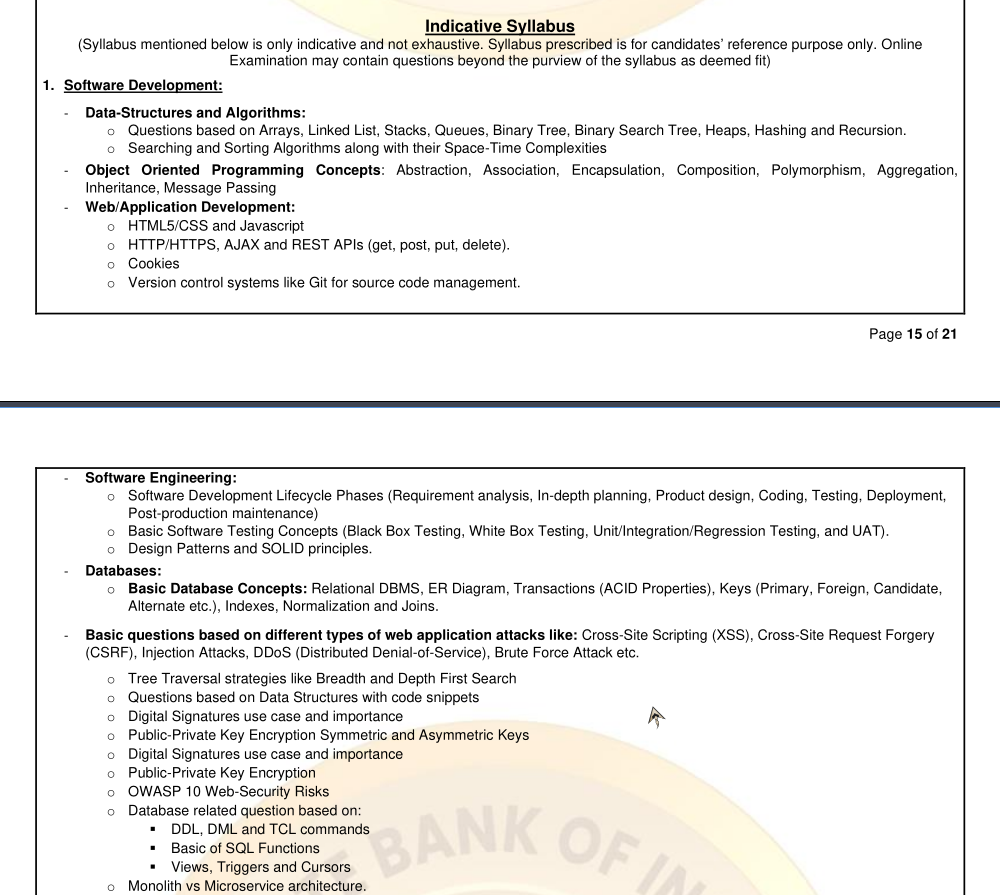 Indicative Syllabus
(Syllabus mentioned below is only indicative and not exhaustive. Syllabus prescribed is for candidates' reference purpose only. Online
Examination may contain questions beyond the purview of the syllabus as deemed fit)
1. Software Development:
- Data-Structures and Algorithms:
o Questions based on Arrays, Linked List, Stacks, Queues, Binary Tree, Binary Search Tree, Heaps, Hashing and Recursion.
o Searching and Sorting Algorithms along with their Space-Time Complexities
- Object Oriented Programming Concepts: Abstraction, Association, Encapsulation, Composition, Polymorphism, Aggregation,
Inheritance, Message Passing
- Web/Application Development:
o HTML5/CSS and Javascript
o HTTP/HTTPS, AJAX and REST APIs (get, post, put, delete).
o Cookies
o Version control systems like Git for source code management.
Page 15 of 21
- Software Engineering:
o Software Development Lifecycle Phases (Requirement analysis, In-depth planning, Product design, Coding, Testing, Deployment,
Post-production maintenance)
o Basic Software Testing Concepts (Black Box Testing, White Box Testing, Unit/Integration/Regression Testing, and UAT).
o Design Patterns and SOLID principles.
- Databases:
o Basic Database Concepts: Relational DBMS, ER Diagram, Transactions (ACID Properties), Keys (Primary, Foreign, Candidate,
Alternate etc.), Indexes, Normalization and Joins.
- Basic questions based on different types of web application attacks like: Cross-Site Scripting (XSS), Cross-Site Request Forgery
(CSRF), Injection Attacks, DDoS (Distributed Denial-of-Service), Brute Force Attack etc.
o Tree Traversal strategies like Breadth and Depth First Search
o Questions based on Data Structures with code snippets
o Digital Signatures use case and importance
o Public-Private Key Encryption Symmetric and Asymmetric Keys
o Digital Signatures use case and importance
o Public-Private Key Encryption
o OWASP 10 Web-Security Risks
o Database related question based on:
▪ DDL, DML and TCL commands
▪ Basic of SQL Functions
▪ Views, Triggers and Cursors
o Monolith vs Microservice architecture.
BANK OF